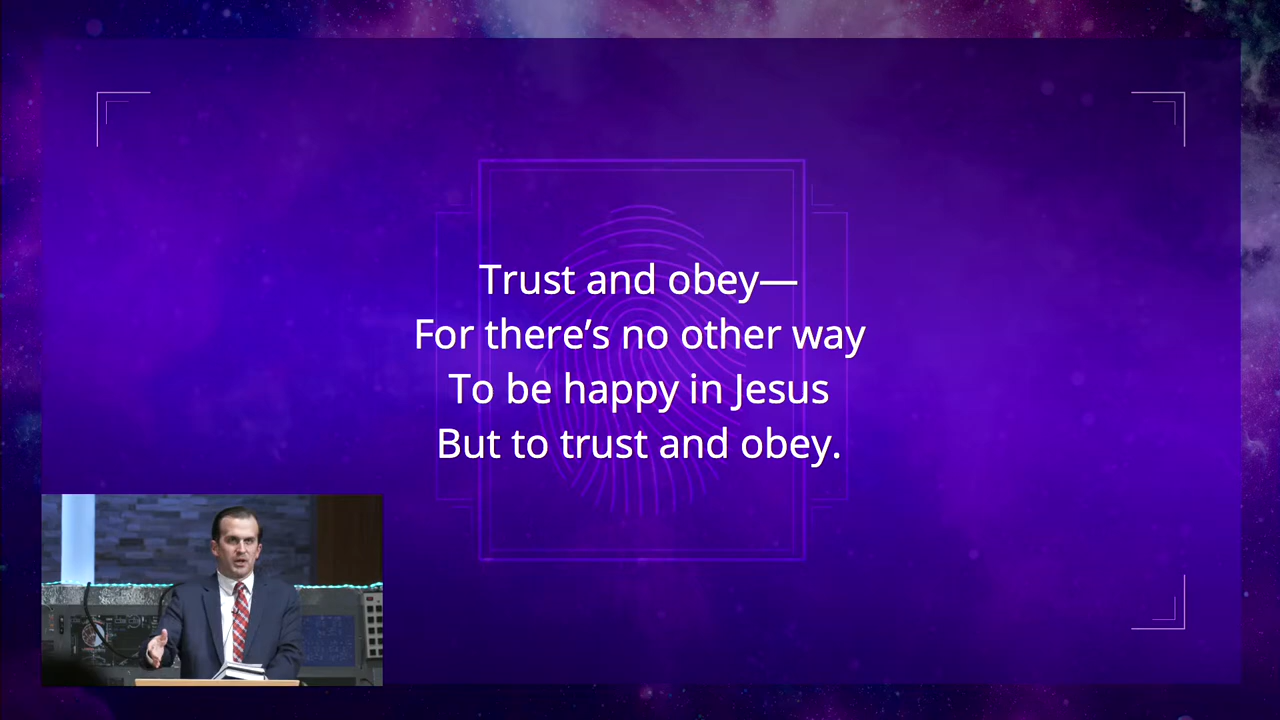 Trust and obey—
For there’s no other way
To be happy in Jesus
But to trust and obey.